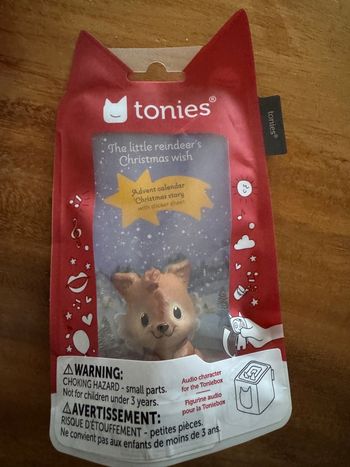 tonies®
tonies®
The little reindeer's
Christmas wish
Advent calendar
Christmas story
with sticker sheet
⚠WARNING:
CHOKING HAZARD - small parts.
Not for children under 3 years.
⚠AVERTISSEMENT:
RISQUE D'ÉTOUFFEMENT - petites pièces.
Ne convient pas aux enfants de moins de 3 ans.
Audio character
for the Toniebox
Figurine audio
pour la Toniebox